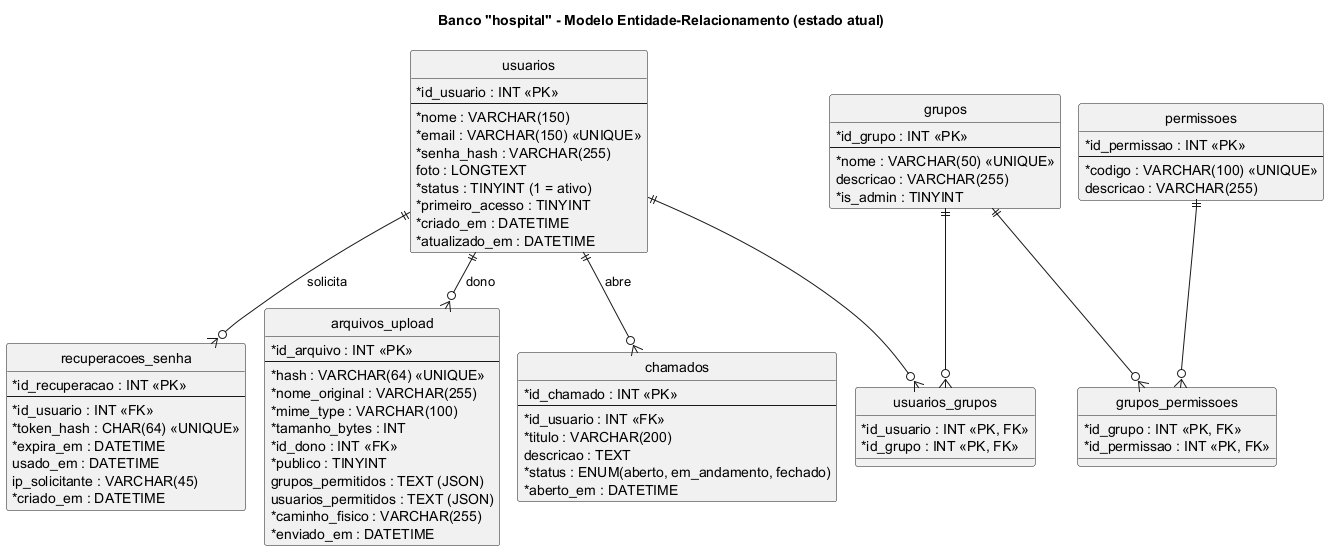 Banco "hospital" - Modelo Entidade-Relacionamento (estado atual)
usuarios
*id_usuario : INT «PK»
*nome : VARCHAR(150)
*email : VARCHAR(150) «UNIQUE»
*senha_hash : VARCHAR(255)
foto : LONGTEXT
*status : TINYINT (1 = ativo)
*primeiro_acesso : TINYINT
*criado_em : DATETIME
*atualizado_em : DATETIME
grupos
*id_grupo : INT «PK»
*nome : VARCHAR(50) «UNIQUE»
descricao : VARCHAR(255)
*is_admin : TINYINT
permissoes
*id_permissao : INT «PK»
*codigo : VARCHAR(100) «UNIQUE»
descricao : VARCHAR(255)
solicita
dono
abre
recuperacoes_senha
*id_recuperacao : INT «PK»
*id_usuario : INT «FK»
*token_hash : CHAR(64) «UNIQUE»
*expira_em : DATETIME
usado_em : DATETIME
ip_solicitante : VARCHAR(45)
*criado_em : DATETIME
arquivos_upload
*id_arquivo : INT «PK»
*hash : VARCHAR(64) «UNIQUE»
*nome_original : VARCHAR(255)
*mime_type : VARCHAR(100)
*tamanho_bytes : INT
*id_dono : INT «FK»
*publico : TINYINT
grupos_permitidos : TEXT (JSON)
usuarios_permitidos : TEXT (JSON)
*caminho_fisico : VARCHAR(255)
*enviado_em : DATETIME
chamados
*id_chamado : INT «PK»
*id_usuario : INT «FK»
*titulo : VARCHAR(200)
descricao : TEXT
*status : ENUM(aberto, em_andamento, fechado)
*aberto_em : DATETIME
usuarios_grupos
*id_usuario : INT «PK, FK»
*id_grupo : INT «PK, FK»
grupos_permissoes
*id_grupo : INT «PK, FK»
*id_permissao : INT «PK, FK»